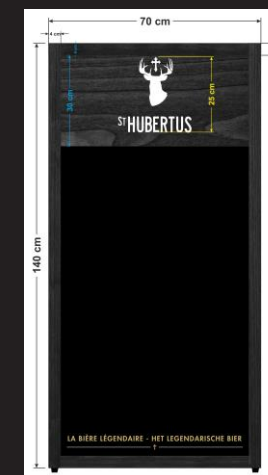 70 cm
4 cm
30 cm
25 cm
ST HUBERTUS
140 cm
LA BIÈRE LÉGENDAIRE - HET LEGENDARISCHE BIER